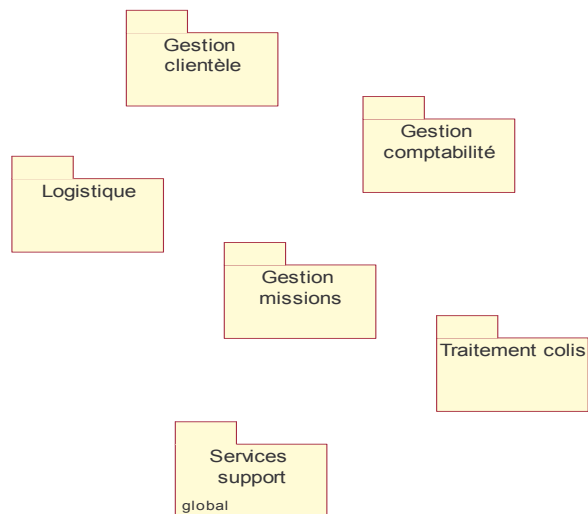 Gestion
clientèle
Gestion
comptabilité
Logistique
Gestion
missions
Traitement colis
Services
support
global